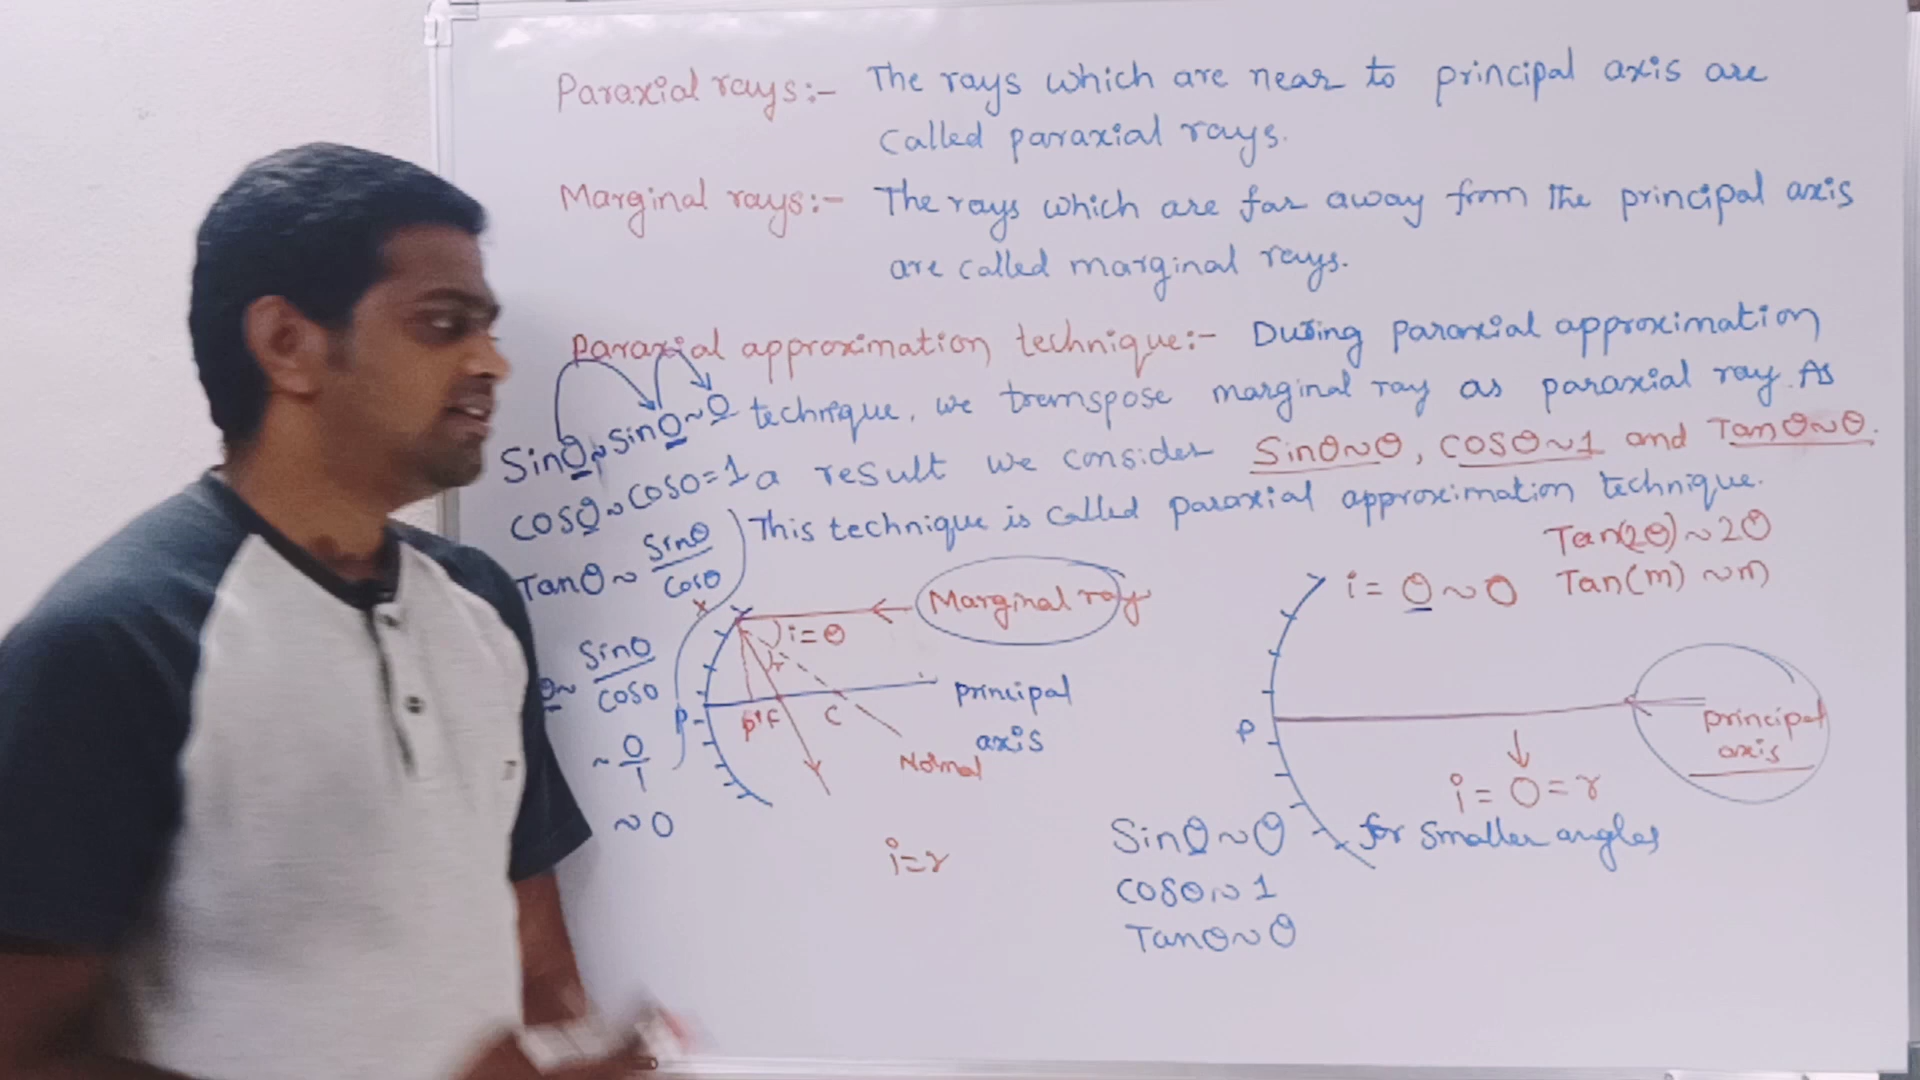 Paraxial rays:- The rays which are near to principal axis are
called paraxial rays.
Marginal rays:- The rays which are far away from the principal axis
are called marginal rays.
Paraxial approximation technique:- During paraxial approximation
technique, we transpose marginal ray as paraxial ray. As
a result we consider Sinθ~θ, cosθ~1 and Tanθ~θ.
This technique is called paraxial approximation technique.
Sinθ~Sinθ~θ
cosθ~cos0=1
Tanθ~ Sinθ/cosθ
θ~ Sinθ/cos0
~ θ/1
~θ
Marginal ray
i=θ
r
P
P' F
C
principal
axis
Normal
i=r
Tan(2θ)~2θ
i= θ~0
Tan(m)~m
P
principal
axis
i= 0=r
Sinθ~θ for smaller angles
cosθ~1
Tanθ~θ